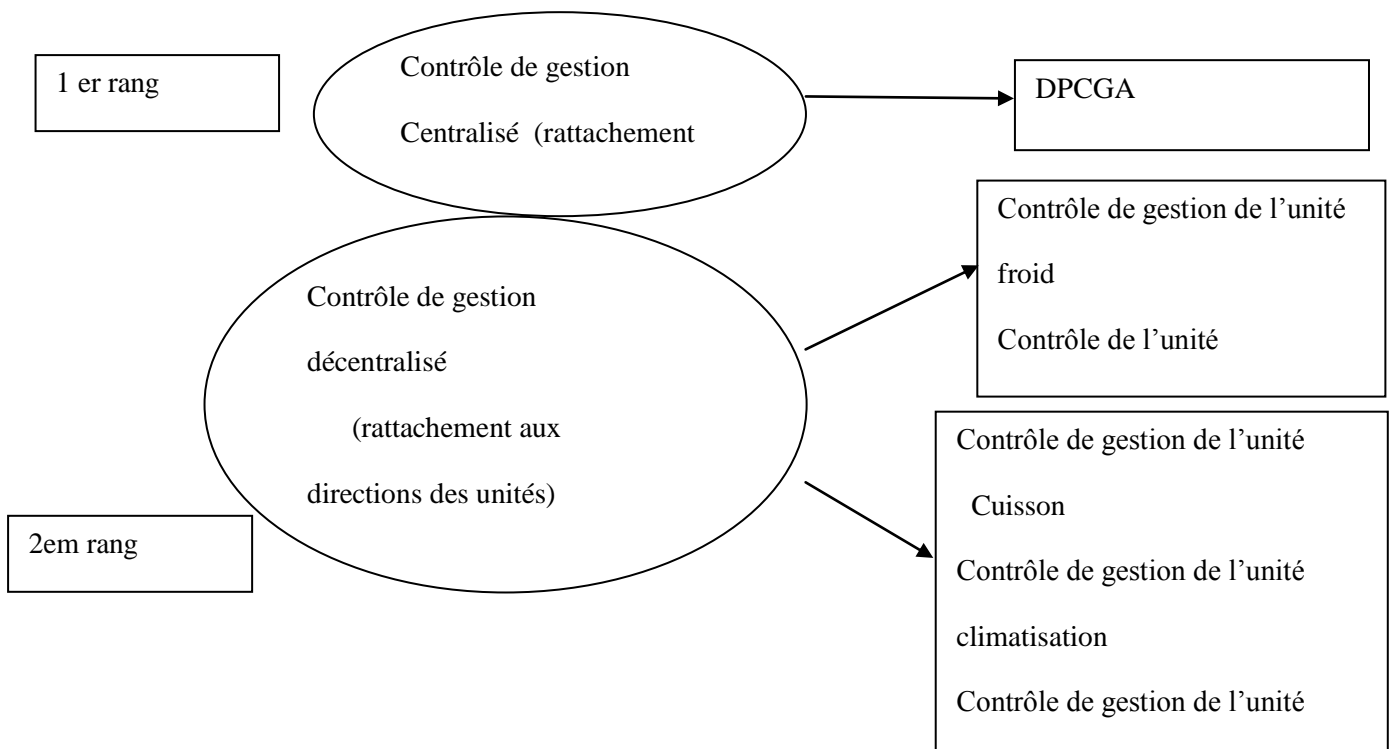 1 er rang
Contrôle de gestion
Centralisé (rattachement
DPCGA
Contrôle de gestion de l’unité
froid
Contrôle de l’unité
Contrôle de gestion
décentralisé
(rattachement aux
directions des unités)
2em rang
Contrôle de gestion de l’unité
Cuisson
Contrôle de gestion de l’unité
climatisation
Contrôle de gestion de l’unité